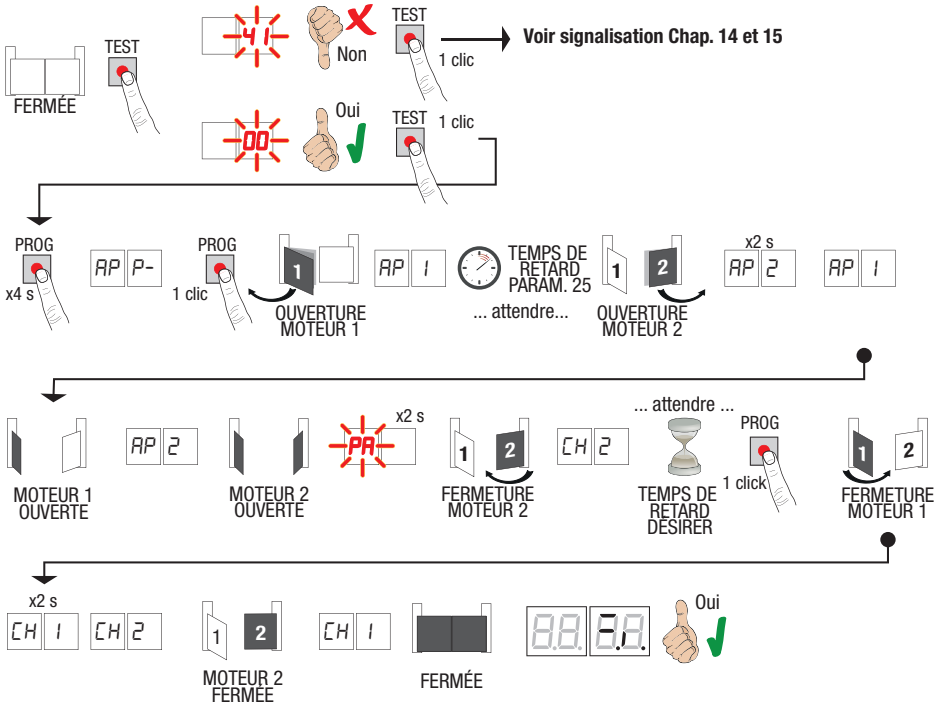 TEST
FERMÉE
41
Non
TEST
1 clic
Voir signalisation Chap. 14 et 15
00
Oui
TEST
1 clic
PROG
x4 s
AP P-
PROG
1 clic
1
OUVERTURE
MOTEUR 1
AP 1
TEMPS DE
RETARD
PARAM. 25
... attendre...
1
2
OUVERTURE
MOTEUR 2
x2 s
AP 2
AP 1
MOTEUR 1
OUVERTE
AP 2
MOTEUR 2
OUVERTE
PA
x2 s
1
2
FERMETURE
MOTEUR 2
CH 2
... attendre ...
TEMPS DE
RETARD
DÉSIRER
PROG
1 click
1
2
FERMETURE
MOTEUR 1
x2 s
CH 1
CH 2
1
2
MOTEUR 2
FERMÉE
CH 1
FERMÉE
Fi.
Oui